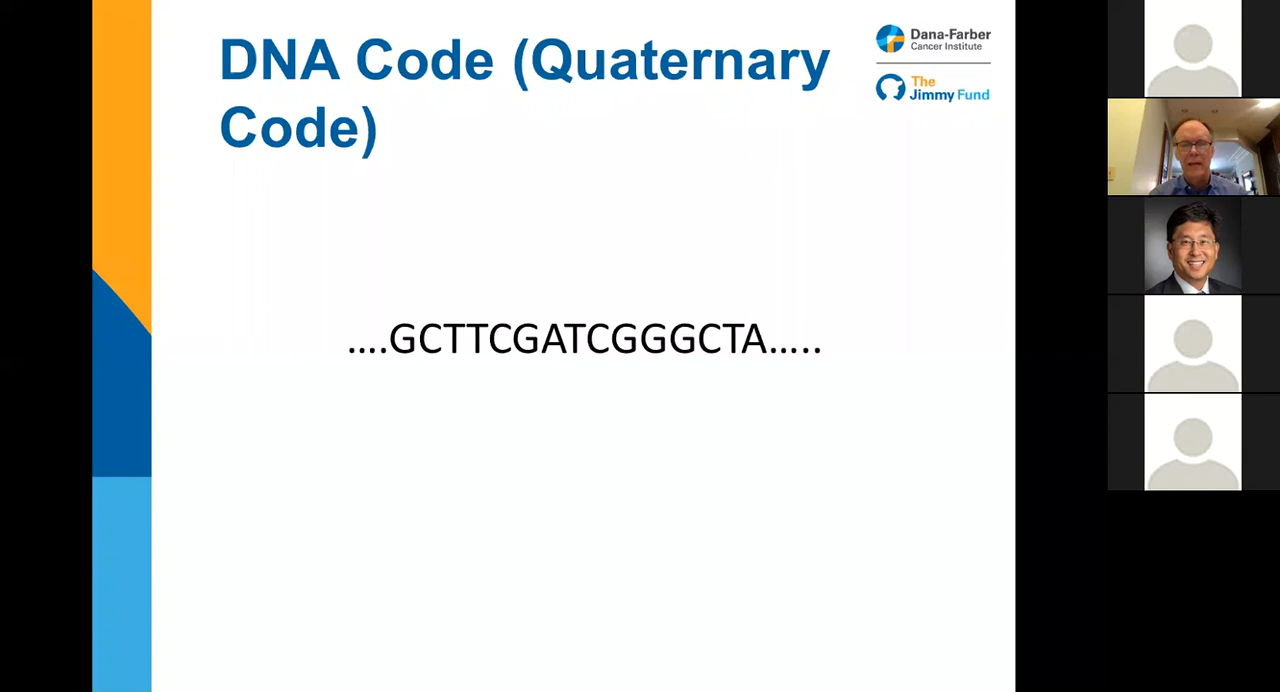 DNA Code (Quaternary
Code)
Dana-Farber
Cancer Institute
The
Jimmy Fund
....GCTTCGATCGGGCTA.....